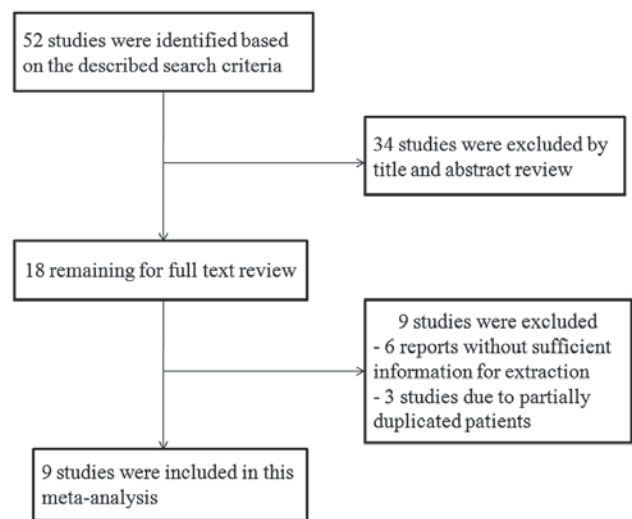 52 studies were identified based
on the described search criteria
34 studies were excluded by
title and abstract review
18 remaining for full text review
9 studies were excluded
- 6 reports without sufficient
information for extraction
- 3 studies due to partially
duplicated patients
9 studies were included in this
meta-analysis